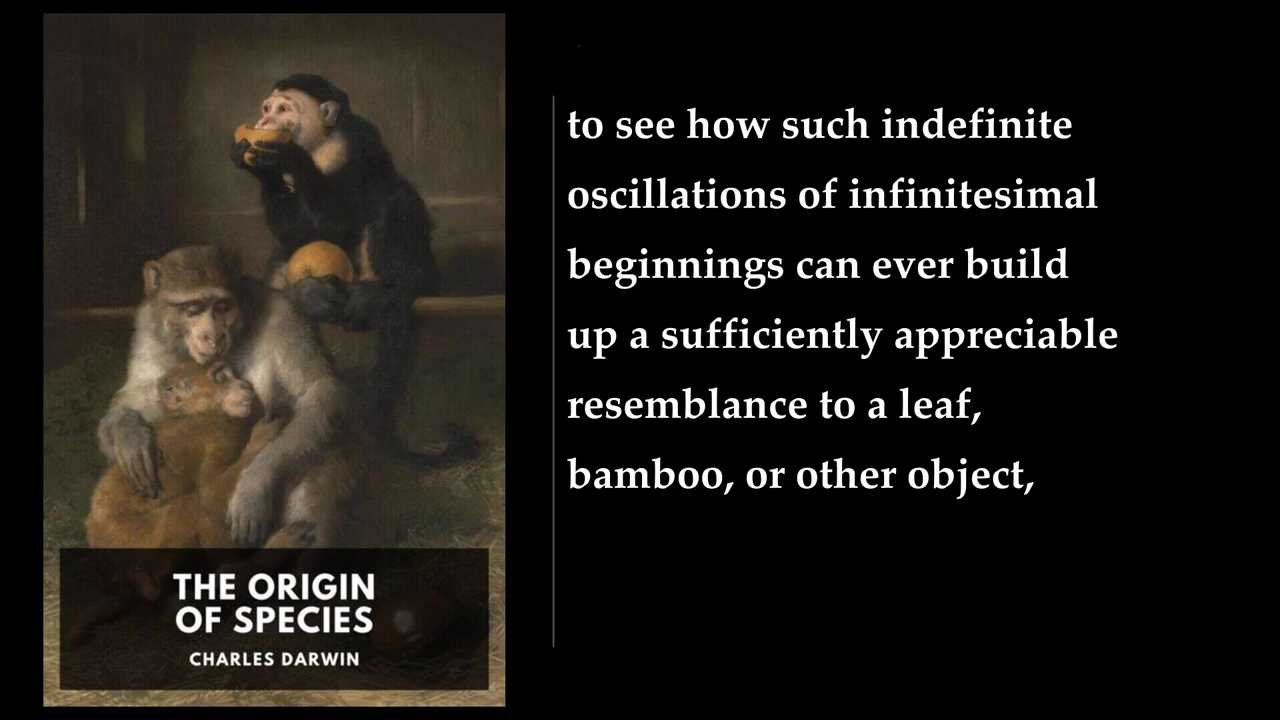 to see how such indefinite
oscillations of infinitesimal
beginnings can ever build
up a sufficiently appreciable
resemblance to a leaf,
bamboo, or other object,
THE ORIGIN
OF SPECIES
CHARLES DARWIN